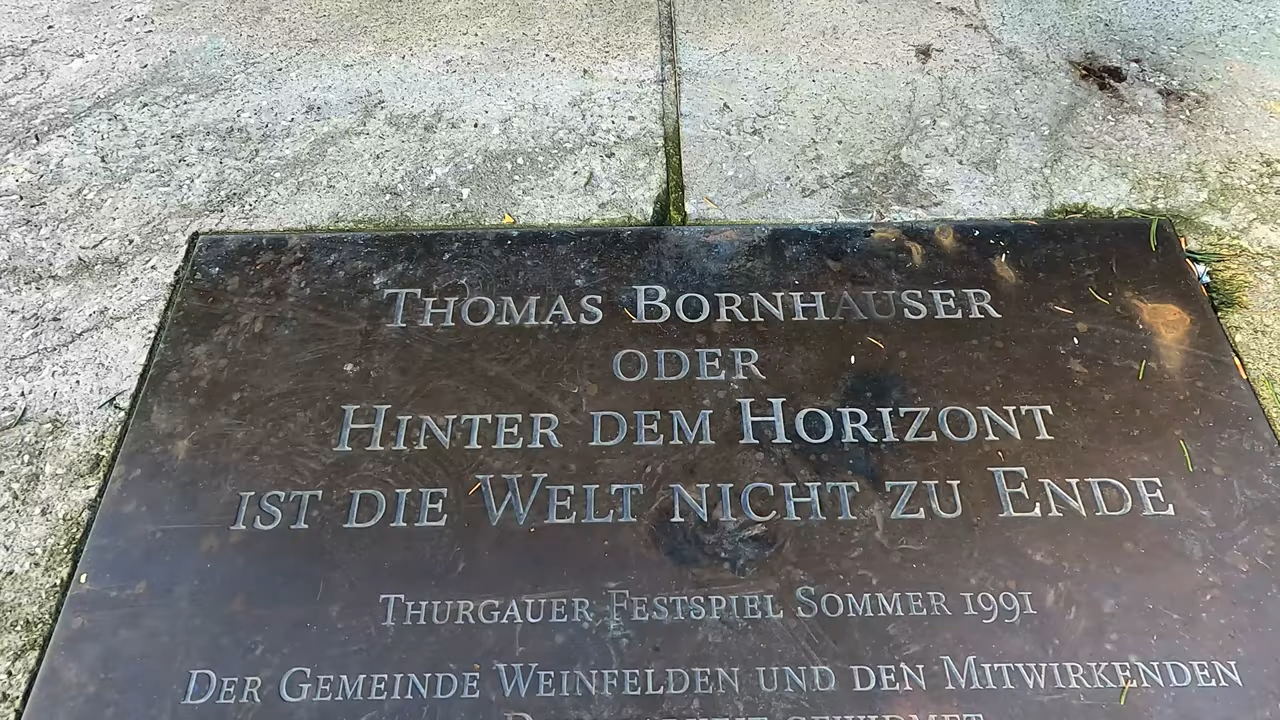 THOMAS BORNHAUSER
ODER
HINTER DEM HORIZONT
IST DIE WELT NICHT ZU ENDE
THURGAUER FESTSPIEL SOMMER 1991
DER GEMEINDE WEINFELDEN UND DEN MITWIRKENDEN
GEWIDMET